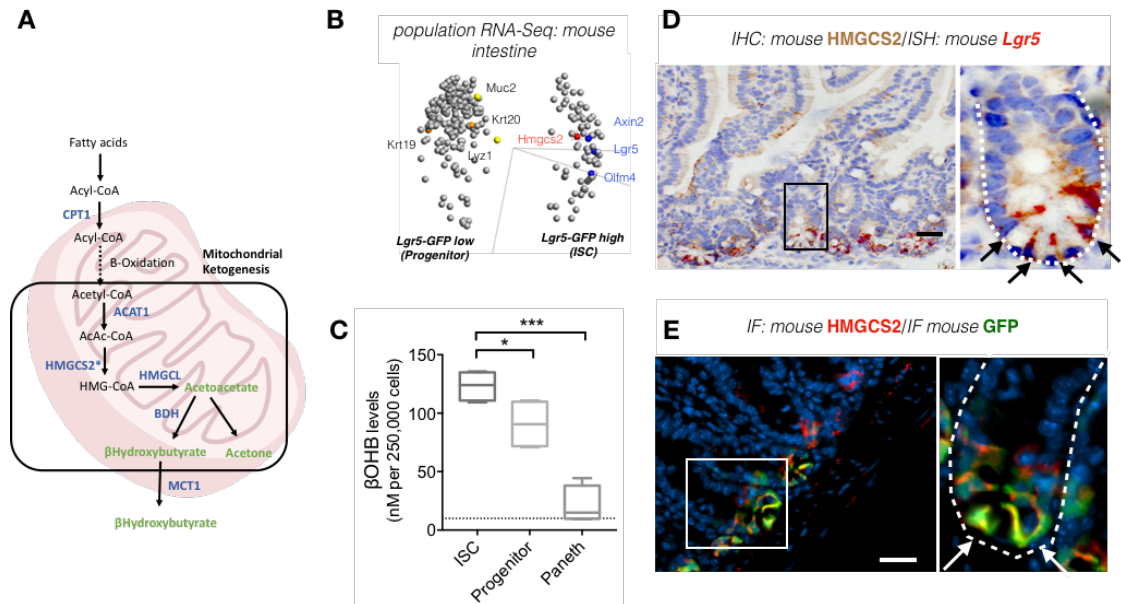 A
Fatty acids
Acyl-CoA
CPT1
Acyl-CoA
B-Oxidation
Mitochondrial
Ketogenesis
Acetyl-CoA
ACAT1
AcAc-CoA
HMGCS2*
HMG-CoA
HMGCL
Acetoacetate
BDH
βHydroxybutyrate
Acetone
MCT1
βHydroxybutyrate
B
population RNA-Seq: mouse
intestine
Muc2
Krt20
Krt19
Lyz1
Hmgcs2
Axin2
Lgr5
Olfm4
Lgr5-GFP low
(Progenitor)
Lgr5-GFP high
(ISC)
C
***
*
βOHB levels
(nM per 250,000 cells)
150
100
50
0
ISC
Progenitor
Paneth
D
IHC: mouse HMGCS2/ISH: mouse Lgr5
E
IF: mouse HMGCS2/IF mouse GFP